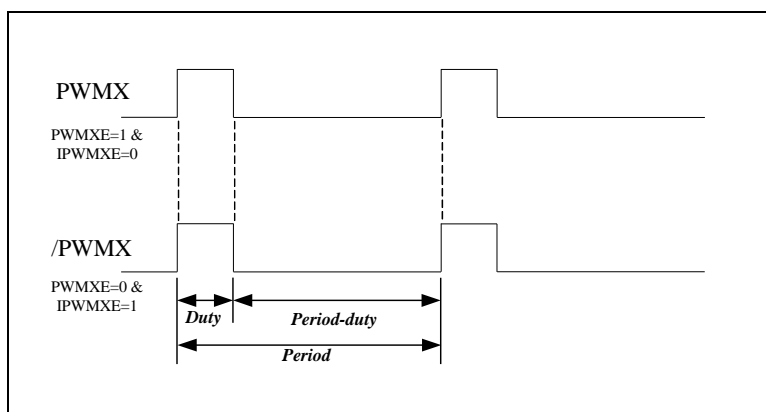 PWMX
PWMXE=1 &
IPWMXE=0
/PWMX
PWMXE=0 &
IPWMXE=1
Duty
Period-duty
Period